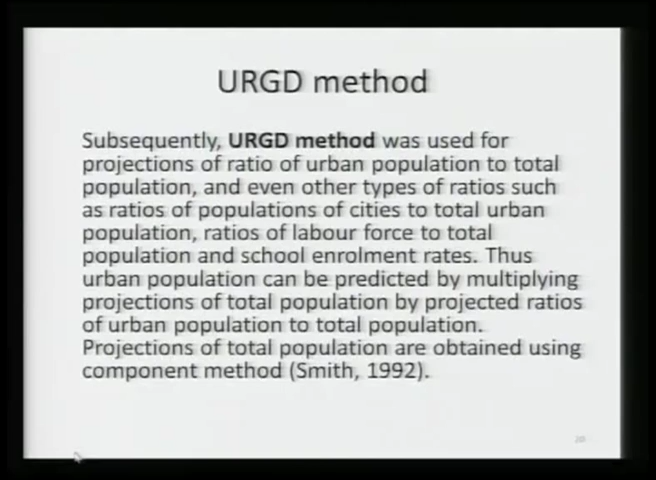 URGD method
Subsequently, URGD method was used for
projections of ratio of urban population to total
population, and even other types of ratios such
as ratios of populations of cities to total urban
population, ratios of labour force to total
population and school enrolment rates. Thus
urban population can be predicted by multiplying
projections of total population by projected ratios
of urban population to total population.
Projections of total population are obtained using
component method (Smith, 1992).